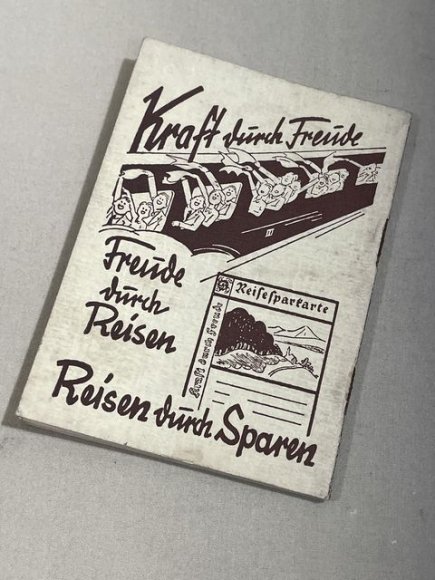 Kraft durch Freude
Freude
durch
Reisen
Reisesparkarte
Kraft durch Freude
Reisen durch Sparen